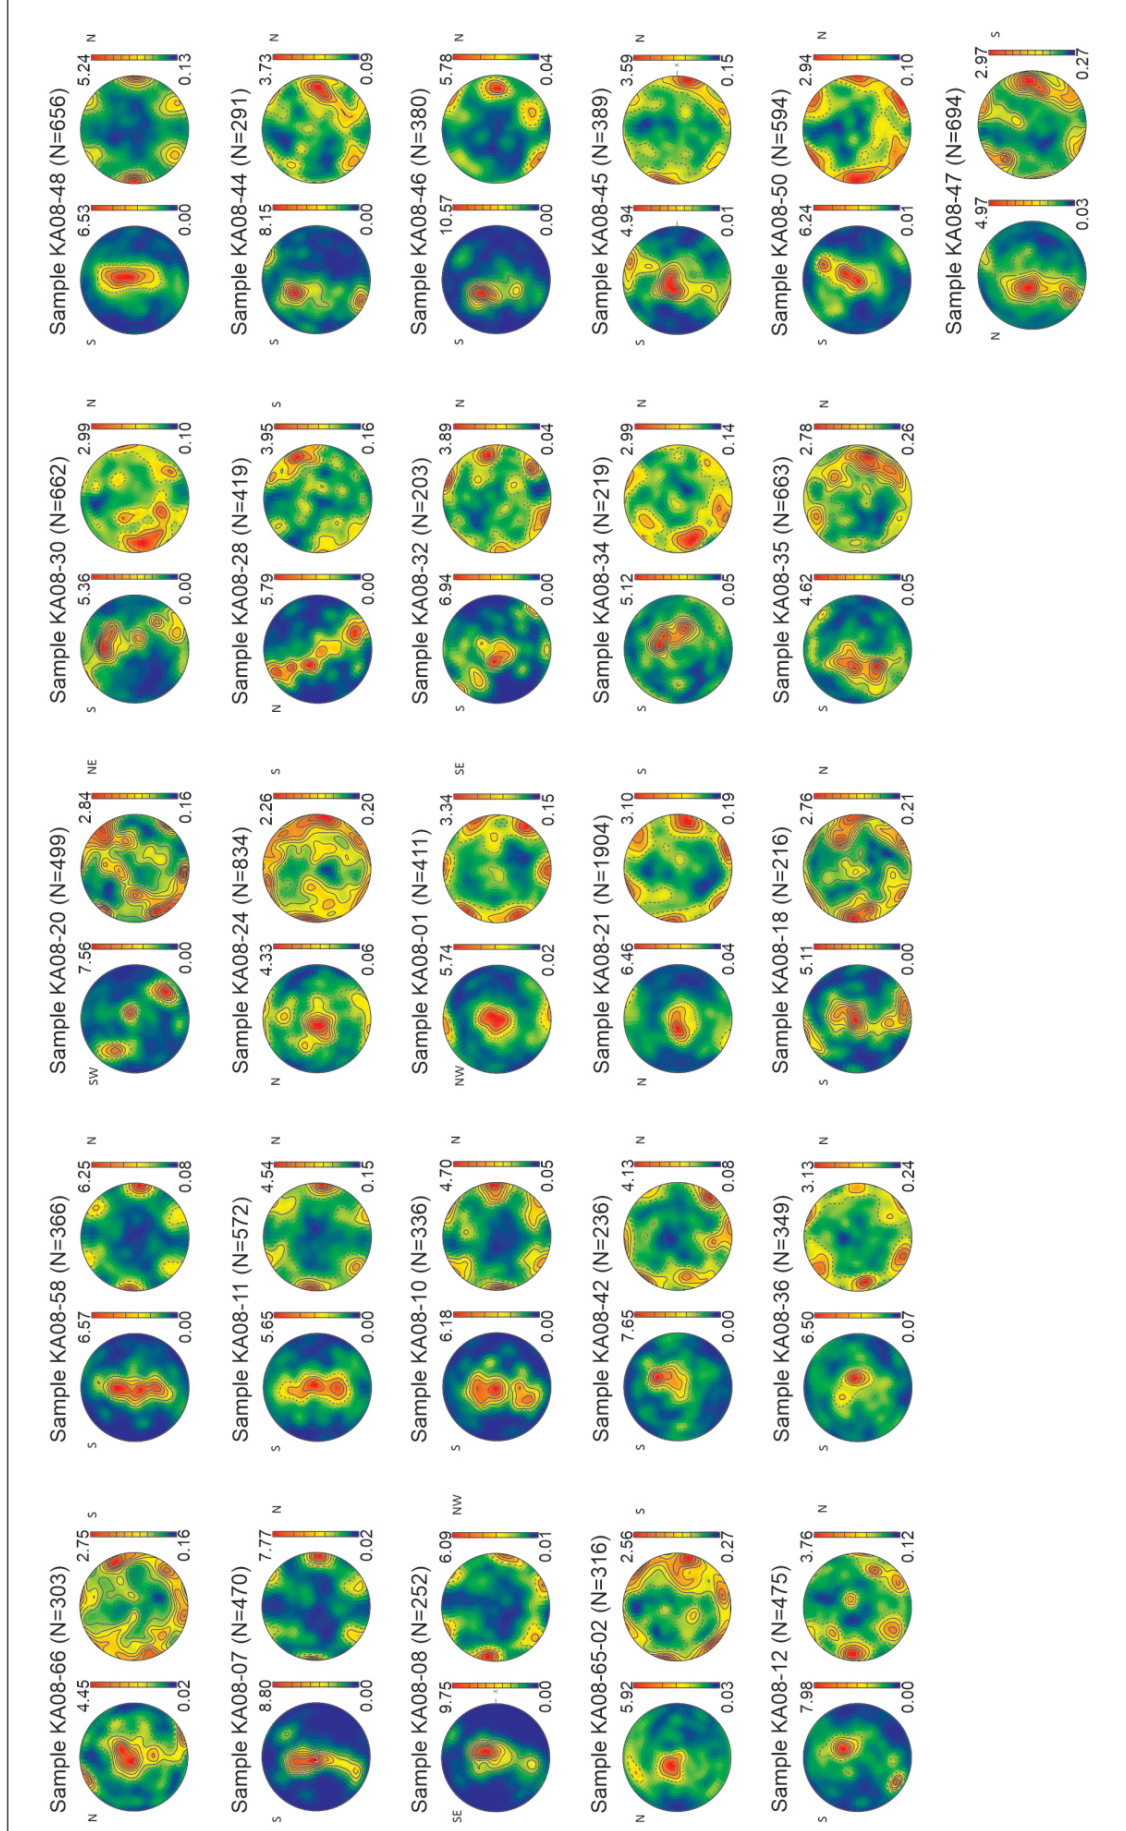 Sample KA08-66 (N=303)
N 4.45 2.75 S
0.02 0.16
Sample KA08-58 (N=366)
S 6.57 6.25 N
0.00 0.08
Sample KA08-20 (N=499)
SW 7.56 2.84 NE
0.00 0.16
Sample KA08-30 (N=662)
S 5.36 2.99 N
0.00 0.10
Sample KA08-48 (N=656)
S 6.53 5.24 N
0.00 0.13
Sample KA08-07 (N=470)
S 8.80 7.77 N
0.00 0.02
Sample KA08-11 (N=572)
S 5.65 4.54 N
0.00 0.15
Sample KA08-24 (N=834)
N 4.33 2.26 S
0.06 0.20
Sample KA08-28 (N=419)
N 5.79 3.95 S
0.00 0.16
Sample KA08-44 (N=291)
S 8.15 3.73 N
0.00 0.09
Sample KA08-08 (N=252)
SE 9.75 6.09 NW
x
0.00 0.01
Sample KA08-10 (N=336)
S 6.18 4.70 N
0.00 0.05
Sample KA08-01 (N=411)
NW 5.74 3.34 SE
0.02 0.15
Sample KA08-32 (N=203)
S 6.94 3.89 N
0.00 0.04
Sample KA08-46 (N=380)
S 10.57 5.78 N
0.00 0.04
Sample KA08-65-02 (N=316)
N 5.92 2.56 S
0.03 0.27
Sample KA08-42 (N=236)
S 7.65 4.13 N
0.00 0.08
Sample KA08-21 (N=1904)
N 6.46 3.10 S
0.04 0.19
Sample KA08-34 (N=219)
S 5.12 2.99 N
0.05 0.14
Sample KA08-45 (N=389)
S 4.94 3.59 N
x
0.01 0.15
Sample KA08-12 (N=475)
S 7.98 3.76 N
0.00 0.12
Sample KA08-36 (N=349)
S 6.50 3.13 N
0.07 0.24
Sample KA08-18 (N=216)
S 5.11 2.76 N
0.00 0.21
Sample KA08-35 (N=663)
S 4.62 2.78 N
0.05 0.26
Sample KA08-50 (N=594)
S 6.24 2.94 N
0.01 0.10
Sample KA08-47 (N=694)
N 4.97 2.97 S
0.03 0.27